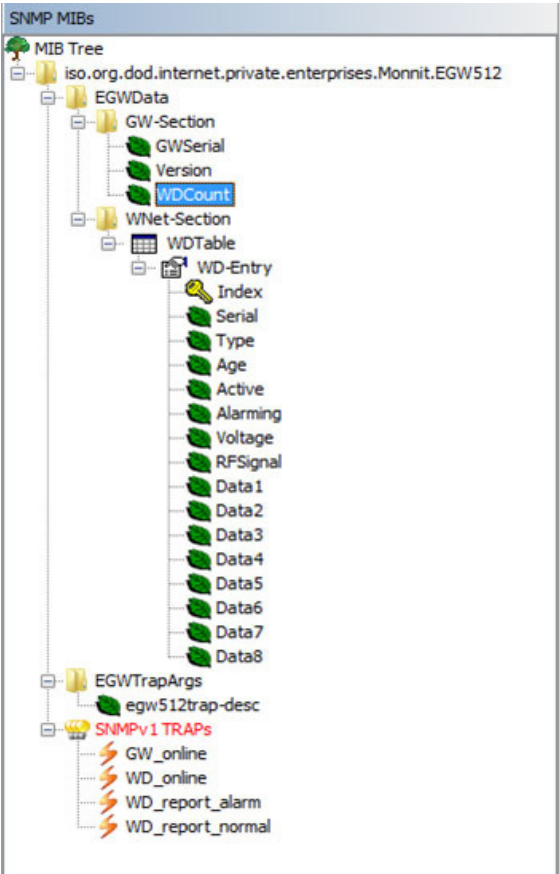 SNMP MIBs
MIB Tree
iso.org.dod.internet.private.enterprises.Monnit.EGW512
EGWData
GW-Section
GWSerial
Version
WDCount
WNet-Section
WDTable
WD-Entry
Index
Serial
Type
Age
Active
Alarming
Voltage
RFSignal
Data1
Data2
Data3
Data4
Data5
Data6
Data7
Data8
EGWTrapArgs
egw512trap-desc
SNMPv1 TRAPs
GW_online
WD_online
WD_report_alarm
WD_report_normal